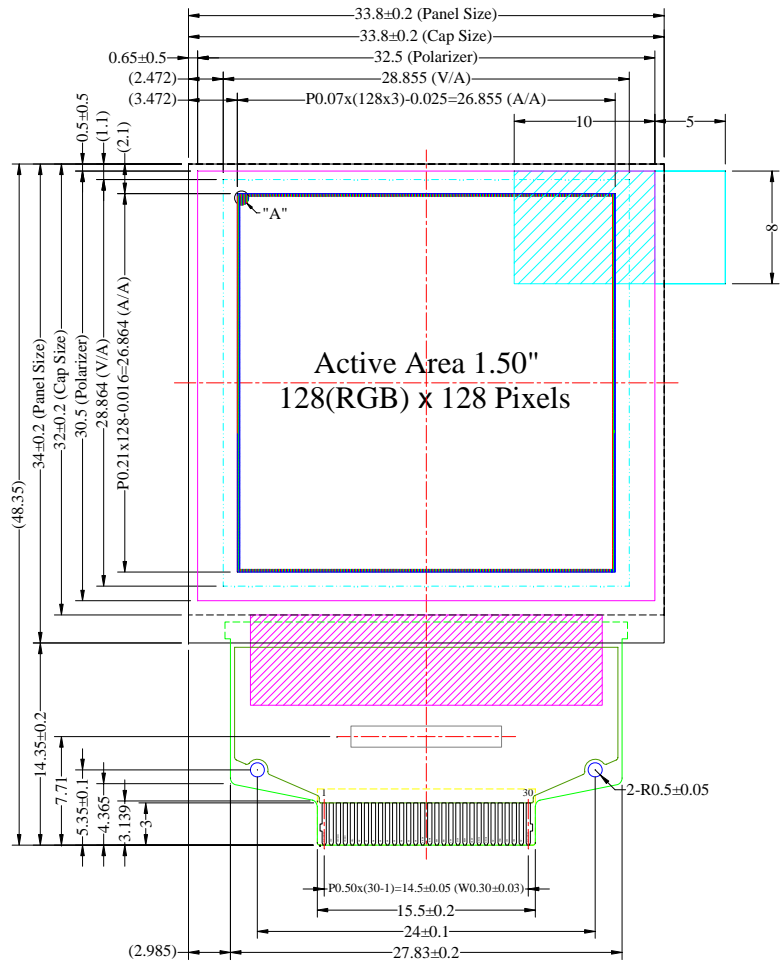 33.8±0.2 (Panel Size)
33.8±0.2 (Cap Size)
0.65±0.5
32.5 (Polarizer)
(2.472)
28.855 (V/A)
(3.472)
P0.07x(128x3)-0.025=26.855 (A/A)
0.5±0.5
(1.1)
(2.1)
10
5
8
"A"
Active Area 1.50"
128(RGB) x 128 Pixels
(48.35)
34±0.2 (Panel Size)
32±0.2 (Cap Size)
30.5 (Polarizer)
28.864 (V/A)
P0.21x128-0.016=26.864 (A/A)
14.35±0.2
7.71
5.35±0.1
4.365
3.139
3
1
30
2-R0.5±0.05
P0.50x(30-1)=14.5±0.05 (W0.30±0.03)
15.5±0.2
24±0.1
(2.985)
27.83±0.2